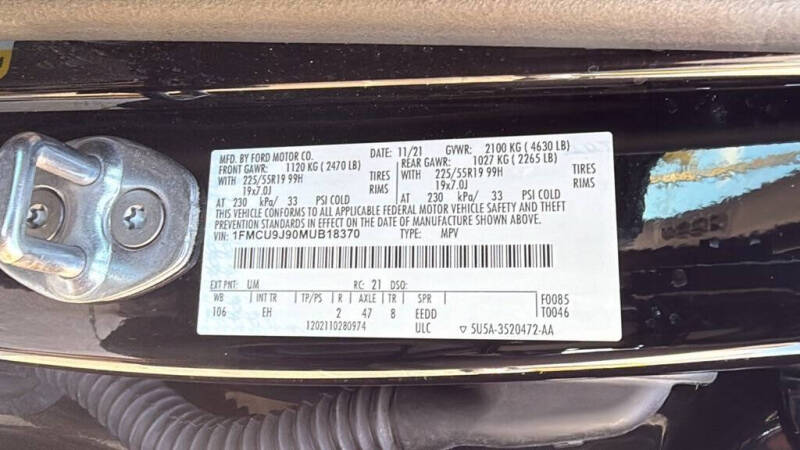 MFD. BY FORD MOTOR CO. DATE: 11/21 GVWR: 2100 KG (4630 LB)
FRONT GAWR: 1120 KG (2470 LB) REAR GAWR: 1027 KG (2265 LB)
WITH 225/55R19 99H TIRES WITH 225/55R19 99H TIRES
19x7.0J RIMS 19x7.0J RIMS
AT 230 kPa/ 33 PSI COLD AT 230 kPa/ 33 PSI COLD
THIS VEHICLE CONFORMS TO ALL APPLICABLE FEDERAL MOTOR VEHICLE SAFETY AND THEFT
PREVENTION STANDARDS IN EFFECT ON THE DATE OF MANUFACTURE SHOWN ABOVE.
VIN: 1FMCU9J90MUB18370 TYPE: MPV
EXT PNT: UM RC: 21 DSO:
WB INT TR TP/PS R AXLE TR SPR F0085
106 EH 2 47 8 EEDD T0046
1202110280974 ULC ▽ 5U5A-3520472-AA